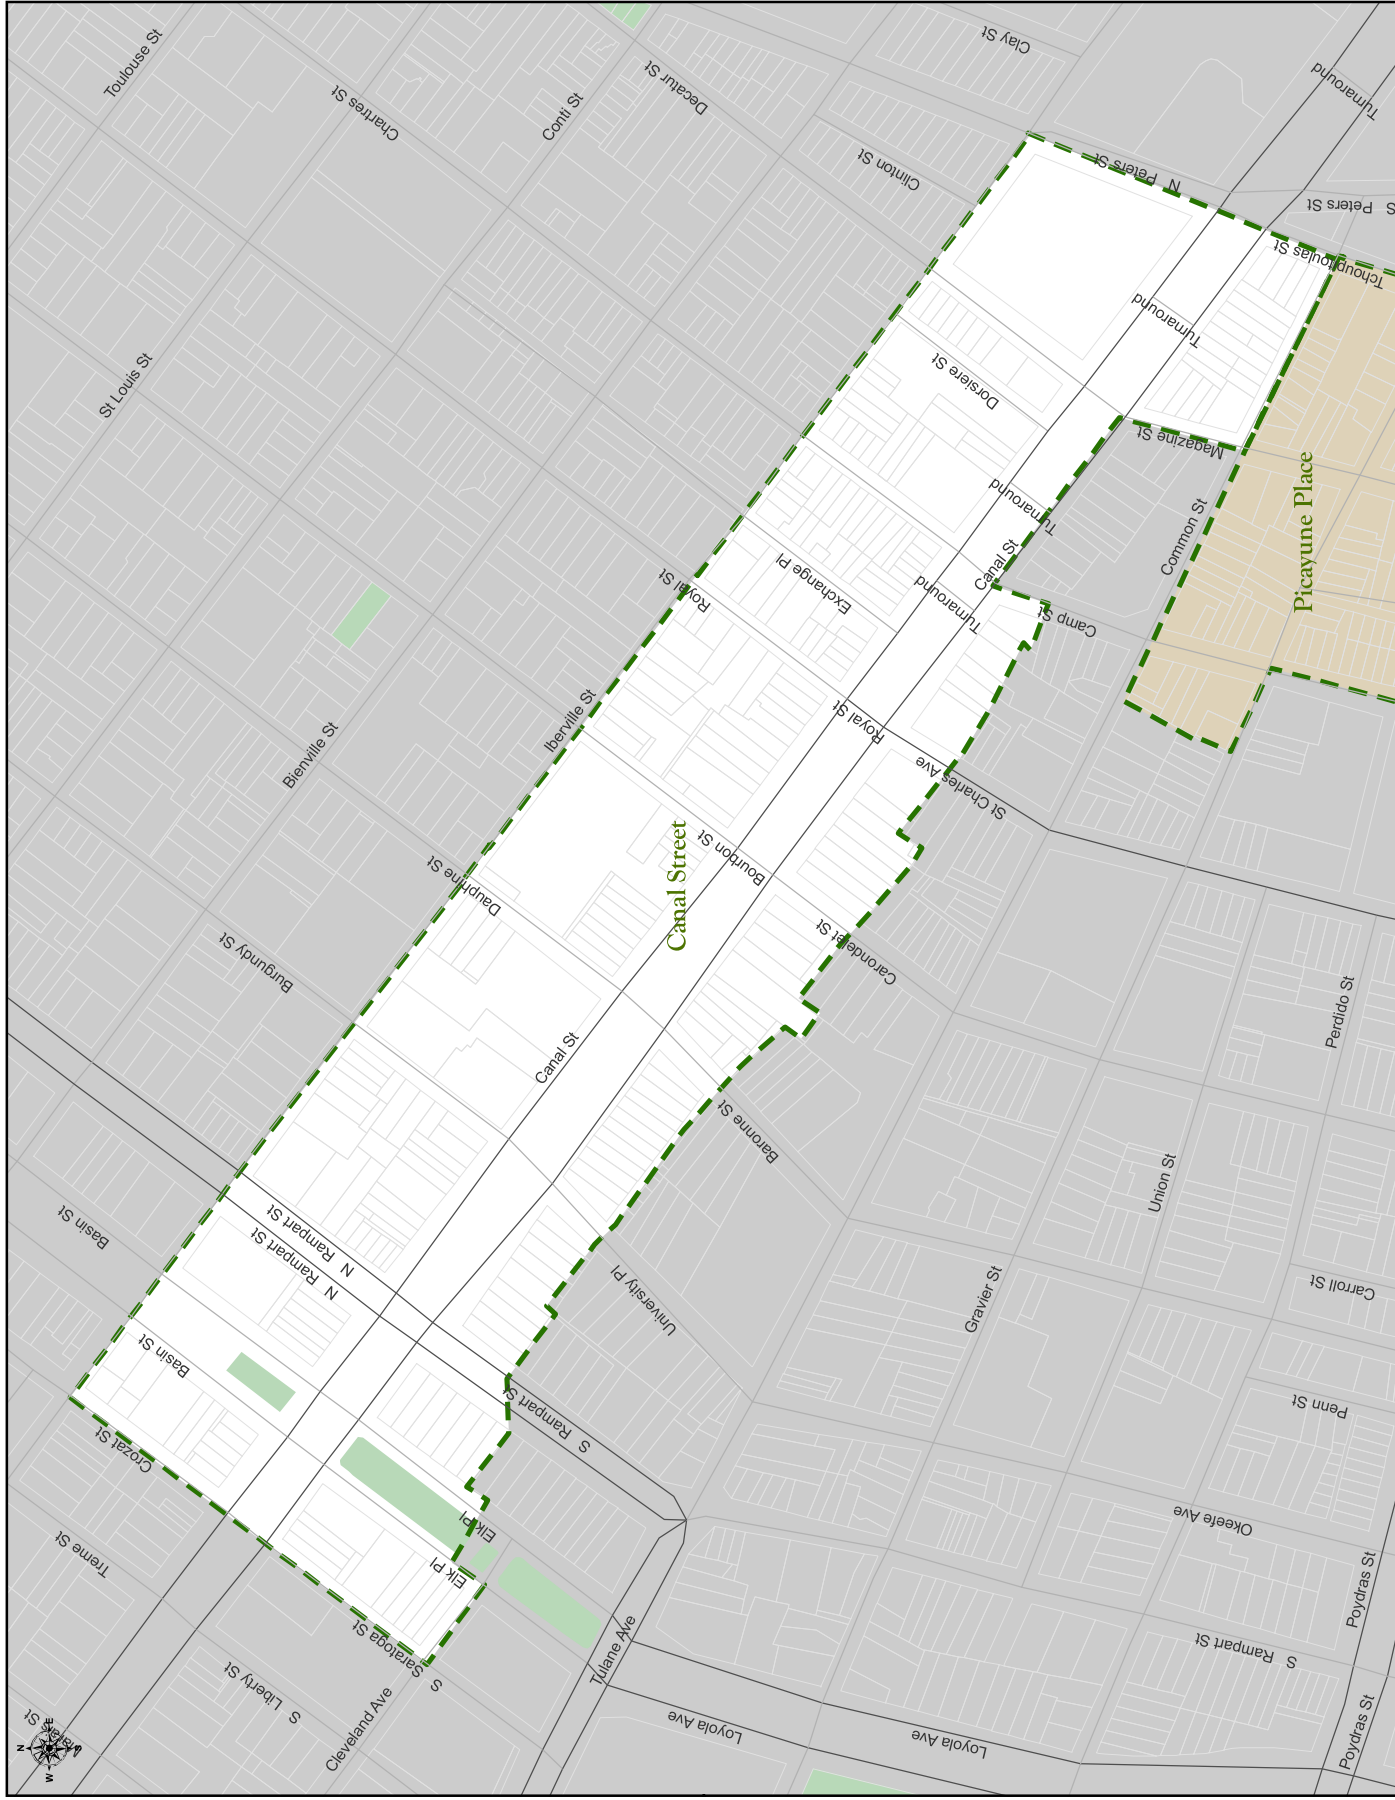 Toulouse St
Clay St
Chartres St
Conti St
Decatur St
Turnaround
Clinton St
N Peters St
S Peters St
Tchoupitoulas St
St Louis St
Turnaround
Dorsiere St
Magazine St
Picayune Place
Turnaround
Common St
Canal St
Exchange Pl
Royal St
Turnaround
Camp St
Iberville St
Bienville St
Royal St
St Charles Ave
Canal Street
Bourbon St
Dauphine St
Burgundy St
Carondelet St
Perdido St
Canal St
Baronne St
Union St
Basin St
N Rampart St
N Rampart St
University Pl
Gravier St
Carroll St
Basin St
Penn St
Crozat St
S Rampart St
Elk Pl
Okeefe Ave
Treme St
Elk Pl
Poydras St
Saratoga St
S
Tulane Ave
S Rampart St
S Liberty St
Cleveland Ave
Loyola Ave
Loyola Ave
Poydras St
N
E
W